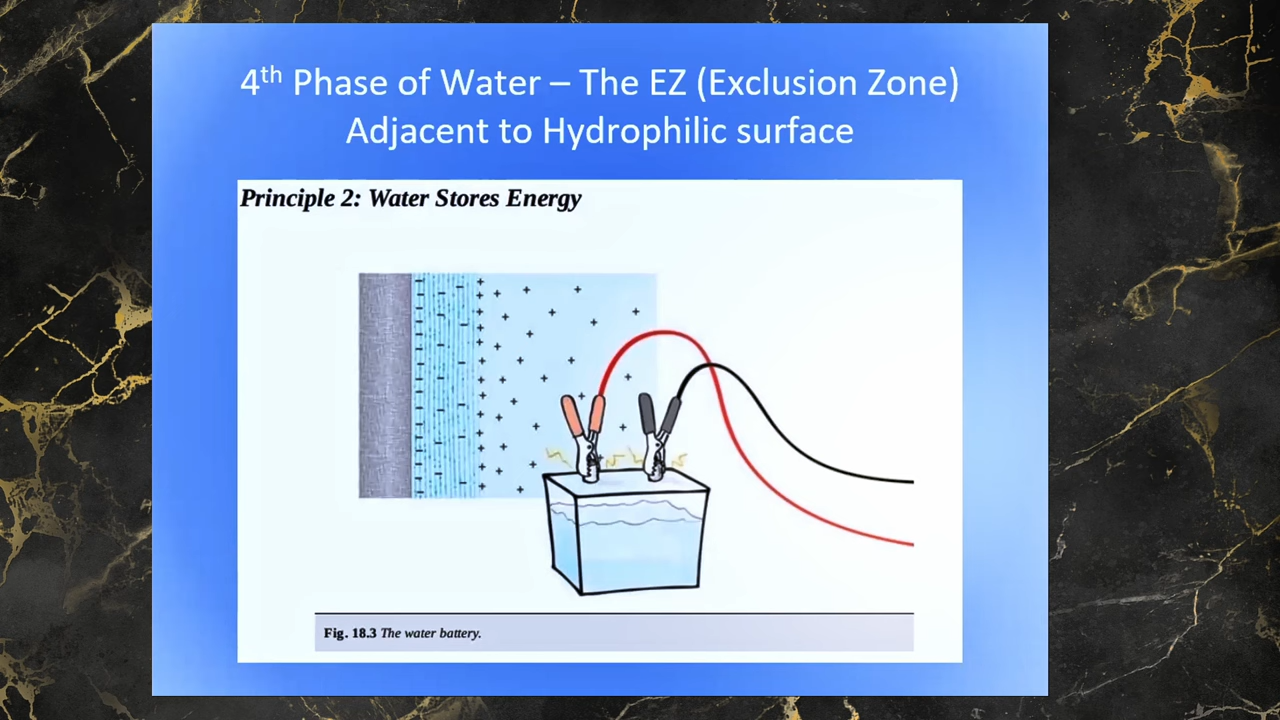 4th Phase of Water – The EZ (Exclusion Zone)
Adjacent to Hydrophilic surface
Principle 2: Water Stores Energy
Fig. 18.3 The water battery.